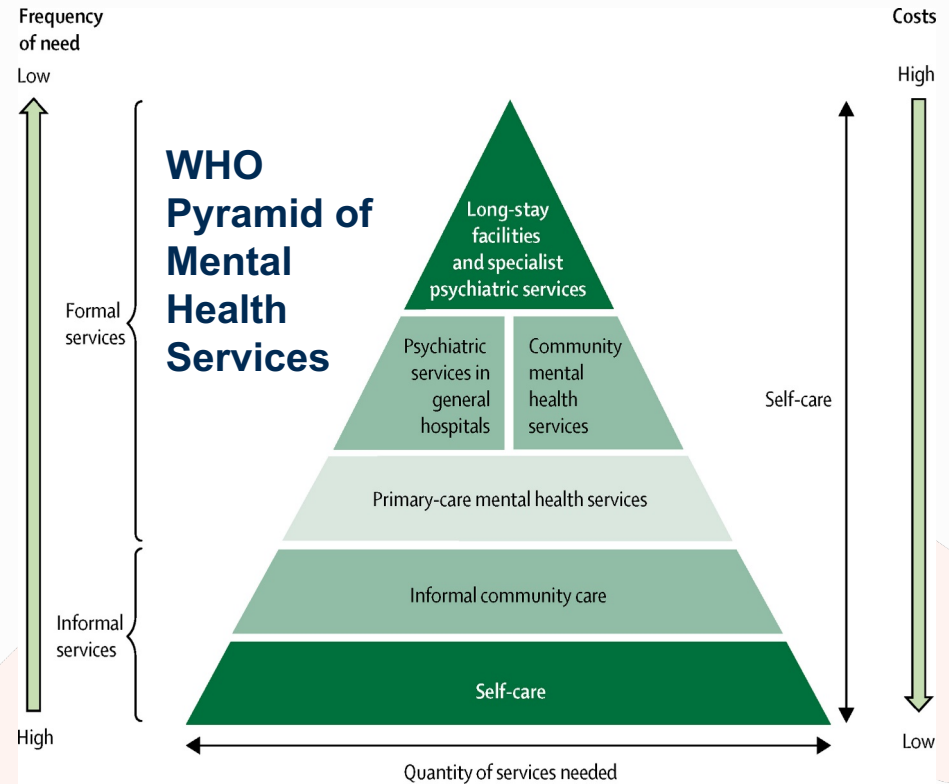 Frequency
of need
Low
Costs
High
WHO
Pyramid of
Mental
Health
Services
Formal
services
Long-stay
facilities
and specialist
psychiatric services
Psychiatric
services in
general
hospitals
Community
mental
health
services
Self-care
Primary-care mental health services
Informal community care
Informal
services
Self-care
High
Low
Quantity of services needed